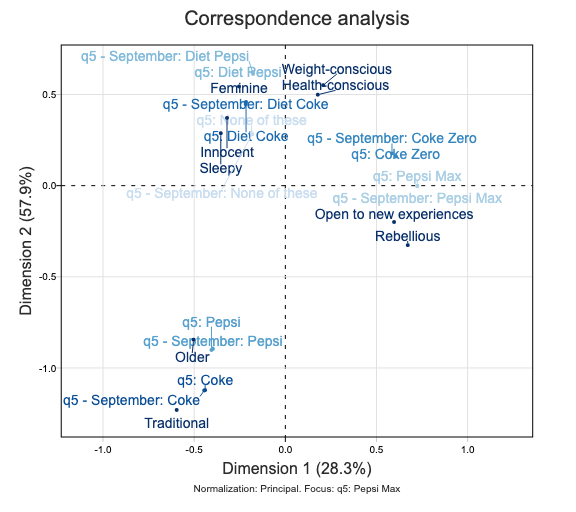 Correspondence analysis
q5 - September: Diet Pepsi
q5: Diet Pepsi
Weight-conscious
Feminine
Health-conscious
0.5
q5 - September: Diet Coke
q5: None of these
q5: Diet Coke
q5 - September: Coke Zero
Innocent
q5: Coke Zero
Sleepy
q5: Pepsi Max
0.0
q5 - September: None of these
q5 - September: Pepsi Max
Open to new experiences
Rebellious
Dimension 2 (57.9%)
-0.5
q5: Pepsi
q5 - September: Pepsi
Older
-1.0
q5: Coke
q5 - September: Coke
Traditional
-1.0
-0.5
0.0
0.5
1.0
Dimension 1 (28.3%)
Normalization: Principal. Focus: q5: Pepsi Max